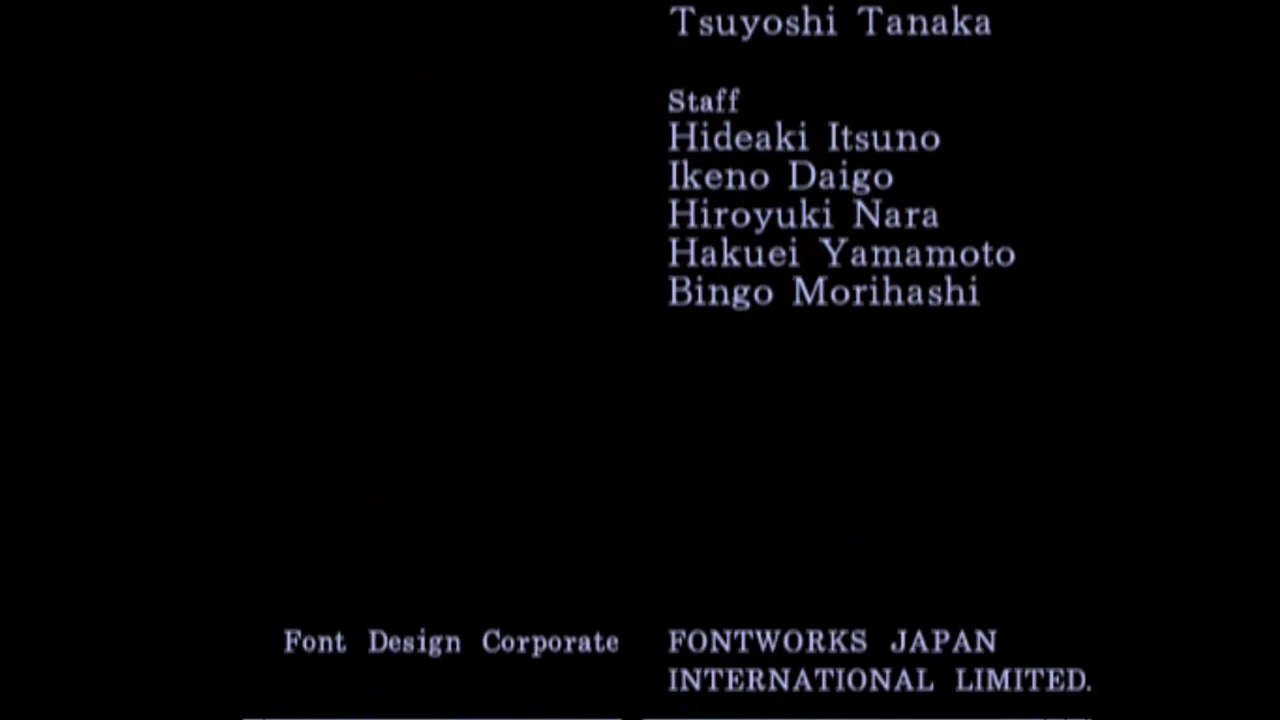 Tsuyoshi Tanaka
Staff
Hideaki Itsuno
Ikeno Daigo
Hiroyuki Nara
Hakuei Yamamoto
Bingo Morihashi
Font Design Corporate FONTWORKS JAPAN
INTERNATIONAL LIMITED.